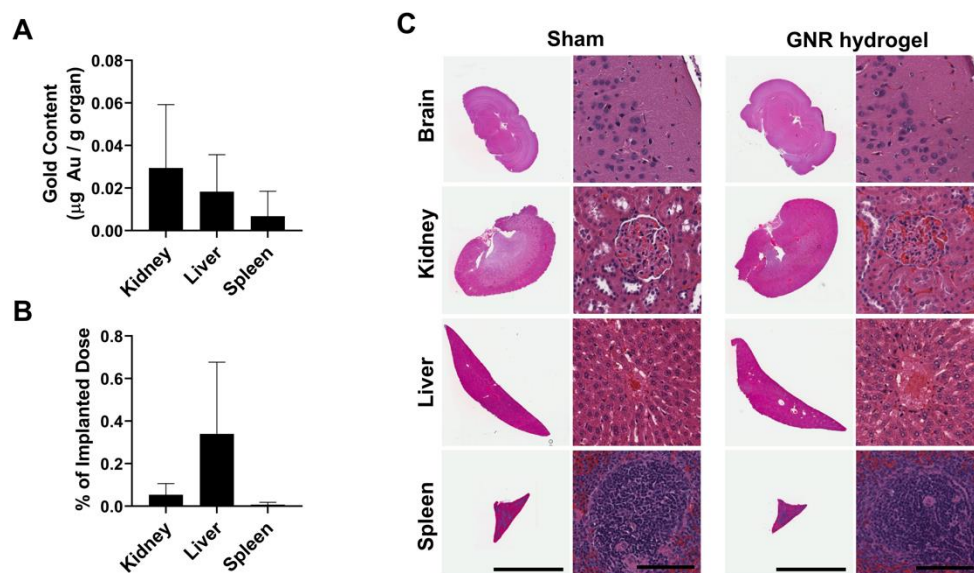 A
Gold Content
(µg Au / g organ)
0.08
0.06
0.04
0.02
0.00
Kidney
Liver
Spleen
B
% of Implanted Dose
0.8
0.6
0.4
0.2
0.0
Kidney
Liver
Spleen
C
Sham
GNR hydrogel
Brain
Kidney
Liver
Spleen